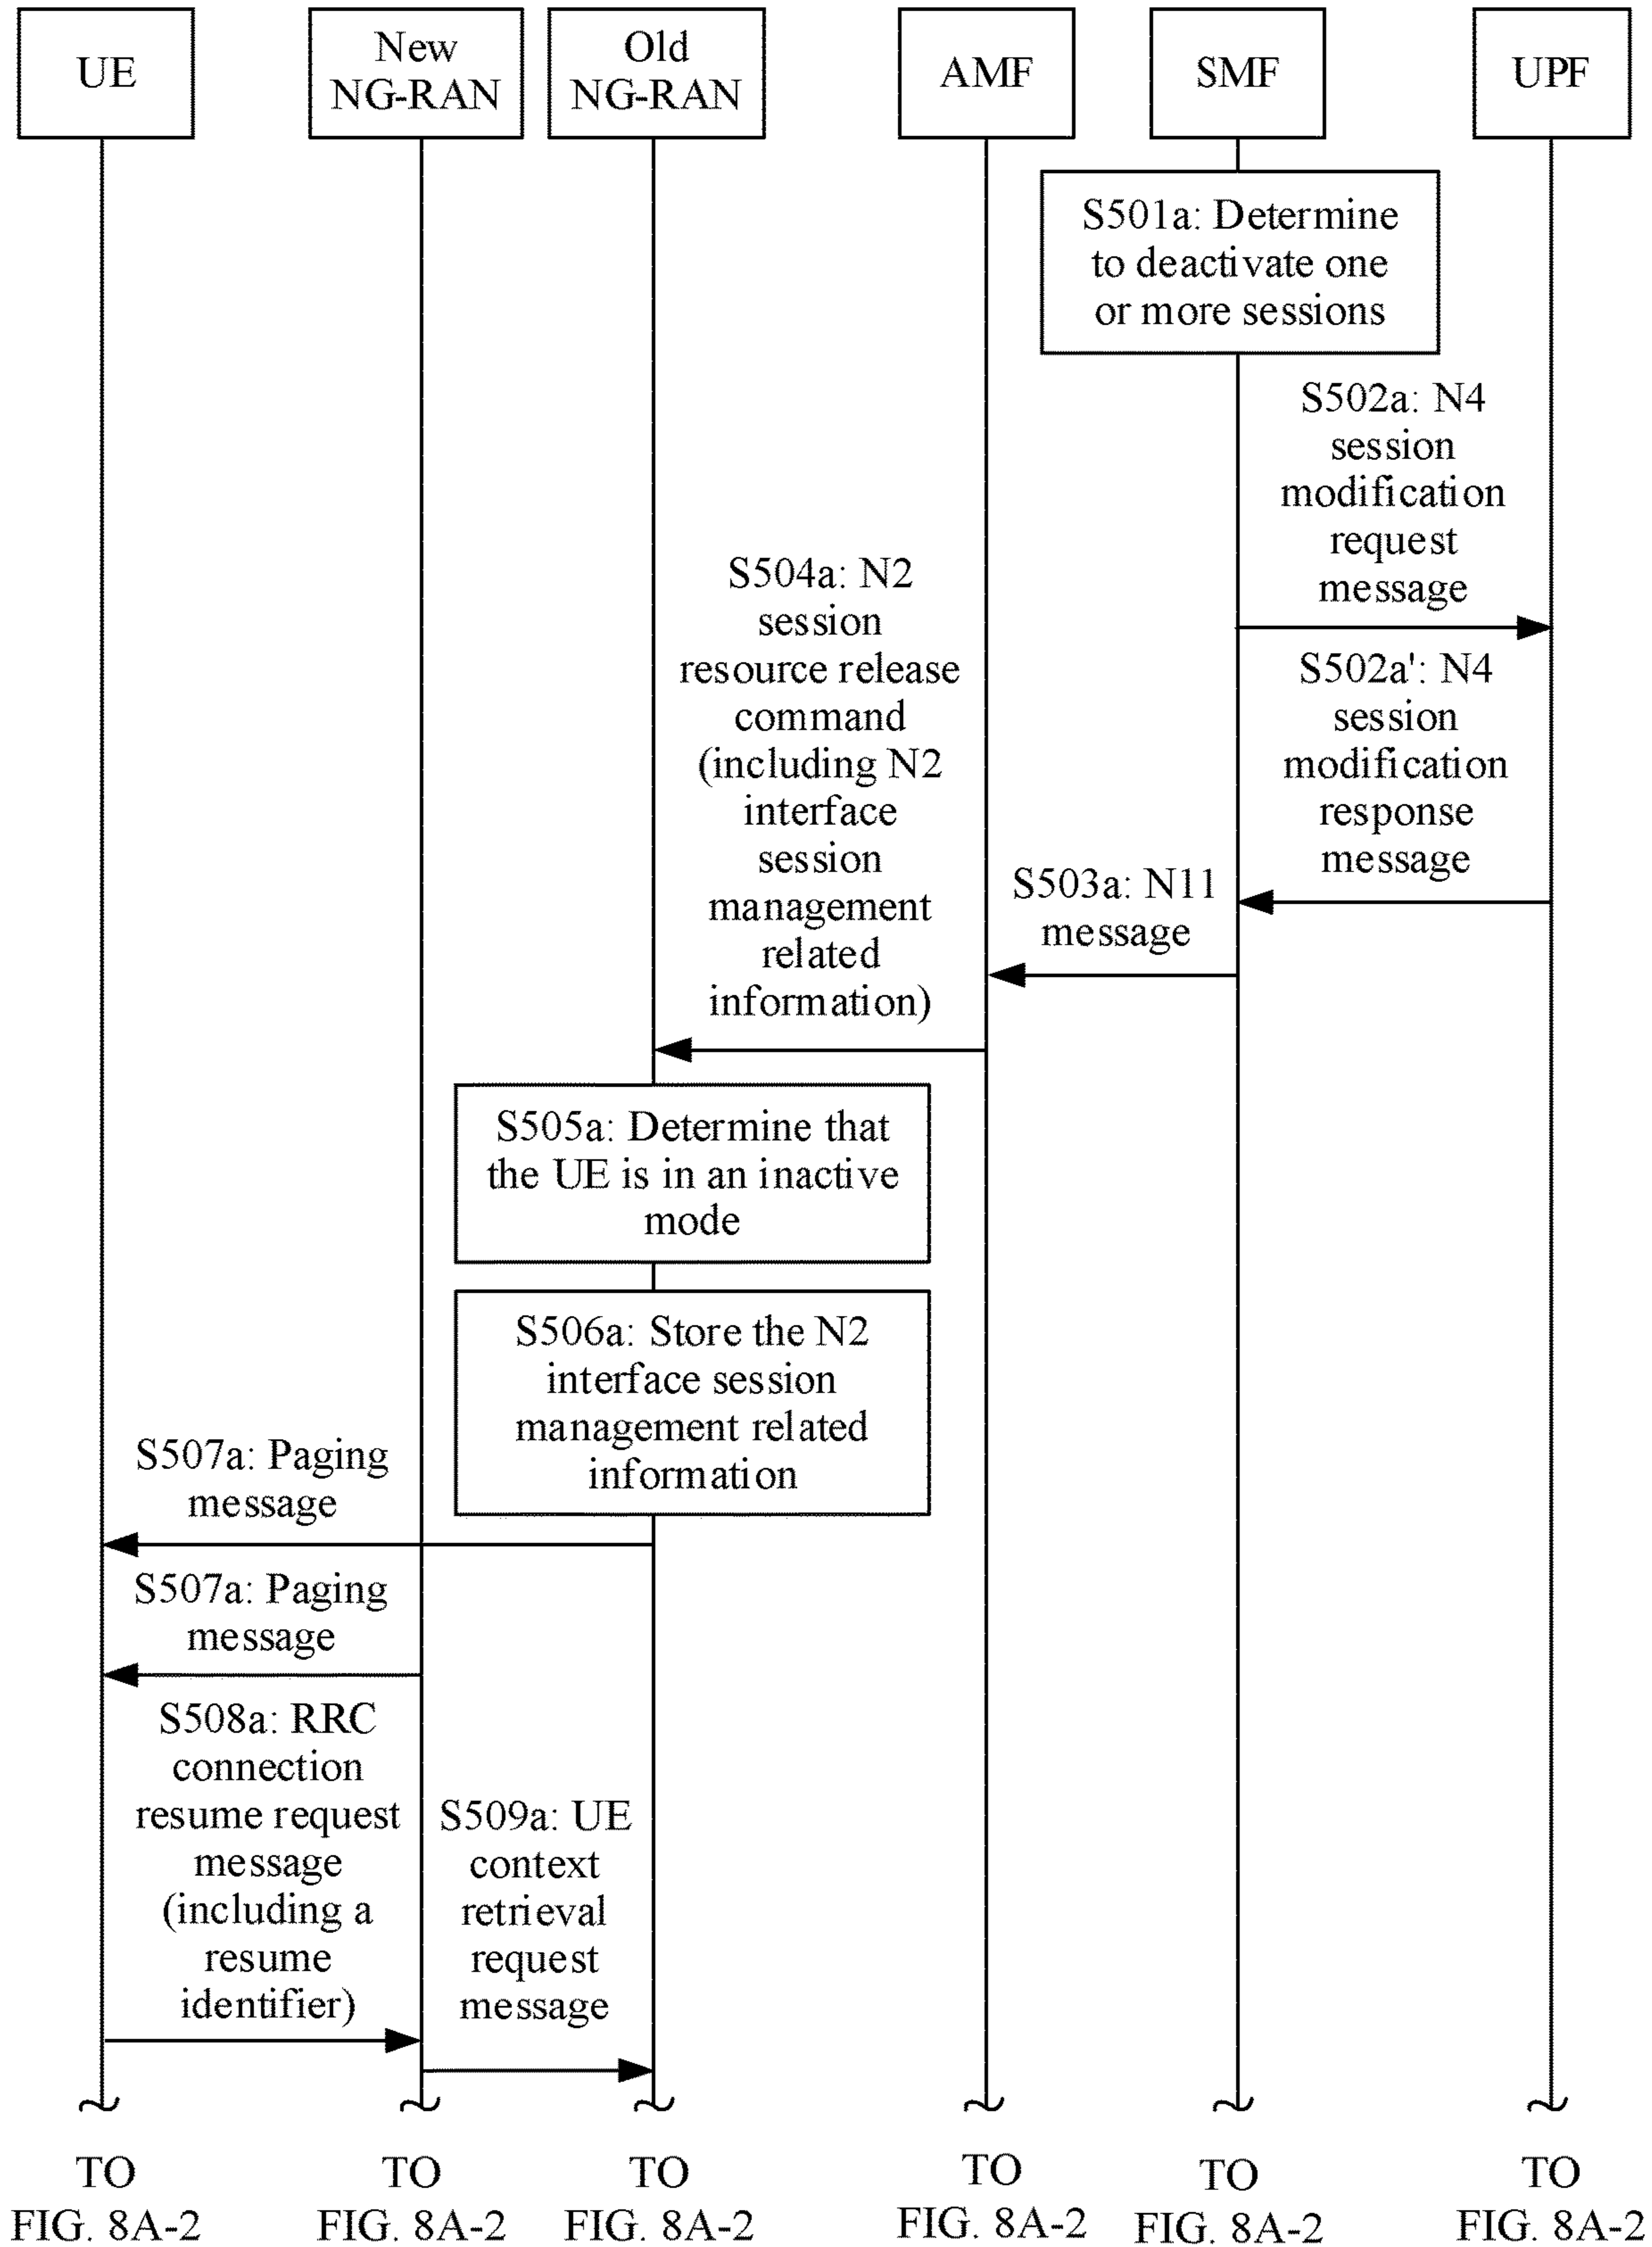 UE
New
NG-RAN
Old
NG-RAN
AMF
SMF
UPF
S501a: Determine
to deactivate one
or more sessions
S502a: N4
session
modification
request
message
S502a': N4
session
modification
response
message
S503a: N11
message
S504a: N2
session
resource release
command
(including N2
interface
session
management
related
information)
S505a: Determine that
the UE is in an inactive
mode
S506a: Store the N2
interface session
management related
information
S507a: Paging
message
S507a: Paging
message
S508a: RRC
connection
resume request
message
(including a
resume
identifier)
S509a: UE
context
retrieval
request
message
TO
FIG. 8A-2
TO
FIG. 8A-2
TO
FIG. 8A-2
TO
FIG. 8A-2
TO
FIG. 8A-2
TO
FIG. 8A-2